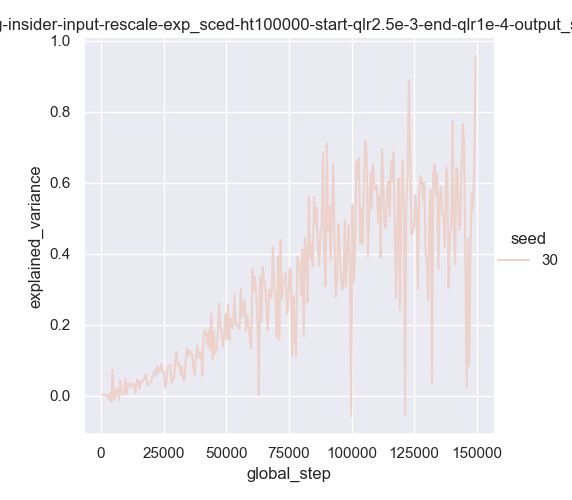 g-insider-input-rescale-exp_sced-ht100000-start-qlr2.5e-3-end-qlr1e-4-output_s
1.0
0.8
0.6
0.4
0.2
0.0
explained_variance
seed
30
0 25000 50000 75000 100000 125000 150000
global_step